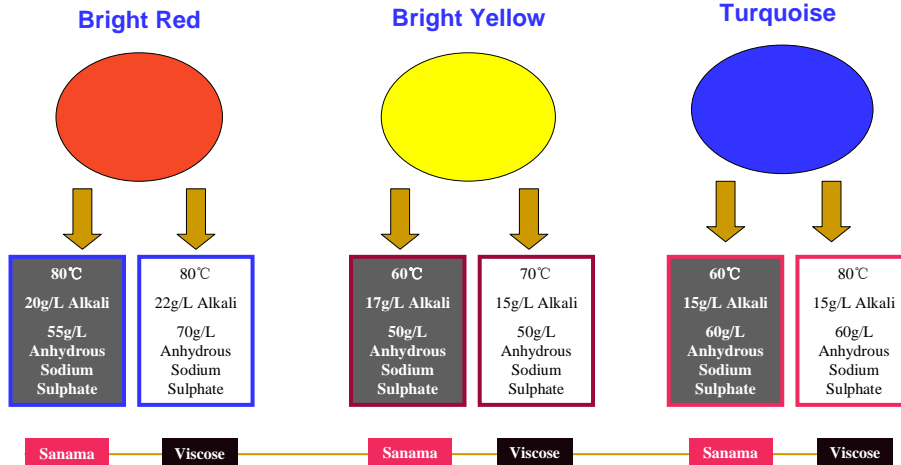 Bright Red
Bright Yellow
Turquoise
80℃
20g/L Alkali
55g/L
Anhydrous
Sodium
Sulphate
80℃
22g/L Alkali
70g/L
Anhydrous
Sodium
Sulphate
60℃
17g/L Alkali
50g/L
Anhydrous
Sodium
Sulphate
70℃
15g/L Alkali
50g/L
Anhydrous
Sodium
Sulphate
60℃
15g/L Alkali
60g/L
Anhydrous
Sodium
Sulphate
80℃
15g/L Alkali
60g/L
Anhydrous
Sodium
Sulphate
Sanama
Viscose
Sanama
Viscose
Sanama
Viscose